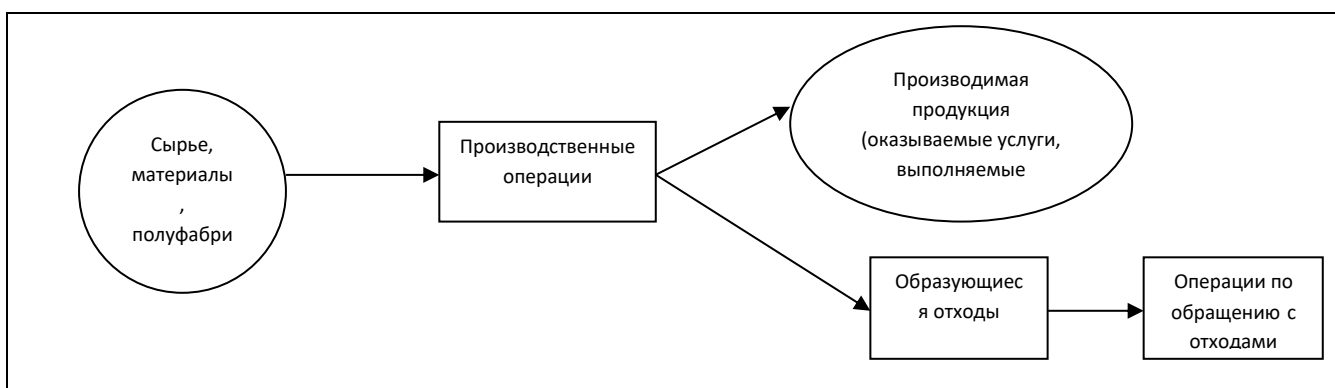 Сырье,
материалы
,
полуфабри
Производственные
операции
Производимая
продукция
(оказываемые услуги,
выполняемые
Образующиес
я отходы
Операции по
обращению с
отходами